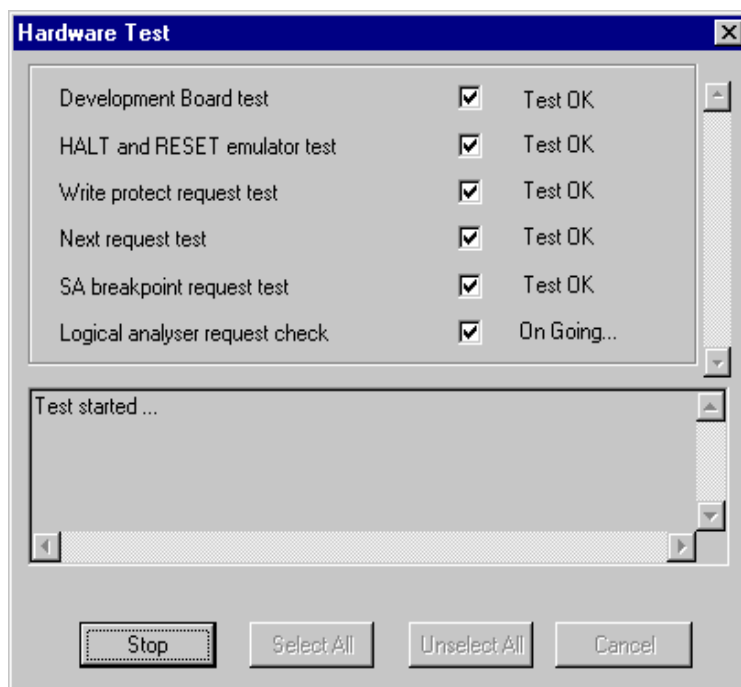 Hardware Test
Development Board test Test OK
HALT and RESET emulator test Test OK
Write protect request test Test OK
Next request test Test OK
SA breakpoint request test Test OK
Logical analyser request check On Going...
Test started ...
Stop Select All Unselect All Cancel